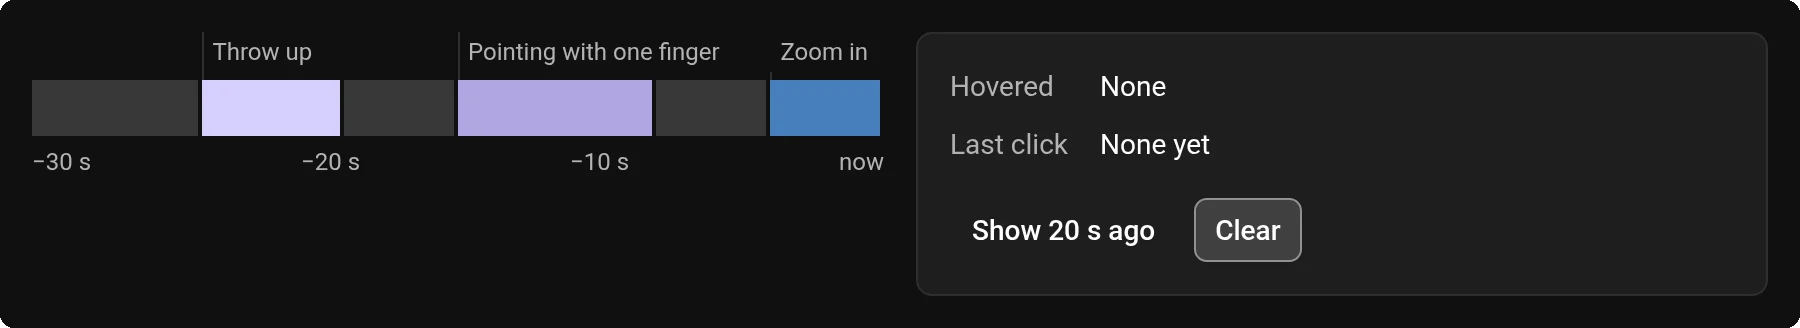 Throw up
Pointing with one finger
Zoom in
−30 s
−20 s
−10 s
now
Hovered None
Last click None yet
Show 20 s ago
Clear